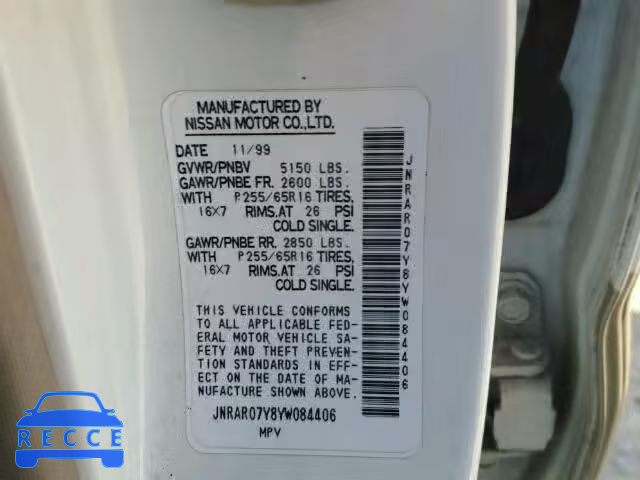 MANUFACTURED BY
NISSAN MOTOR CO.,LTD.
DATE 11/99
GVWR/PNBV 5150 LBS.
GAWR/PNBE FR. 2600 LBS.
WITH P255/65R16 TIRES,
16X7 RIMS,AT 26 PSI
COLD SINGLE.
GAWR/PNBE RR. 2850 LBS.
WITH P255/65R16 TIRES,
16X7 RIMS,AT 26 PSI
COLD SINGLE.
THIS VEHICLE CONFORMS
TO ALL APPLICABLE FED-
ERAL MOTOR VEHICLE SA-
FETY AND THEFT PREVEN-
TION STANDARDS IN EF-
FECT ON THE DATE OF MA-
NUFACTURE SHOWN ABOVE.
JNRAR07Y8YW084406
MPV
JNRAR07Y8YW084406
RECCE